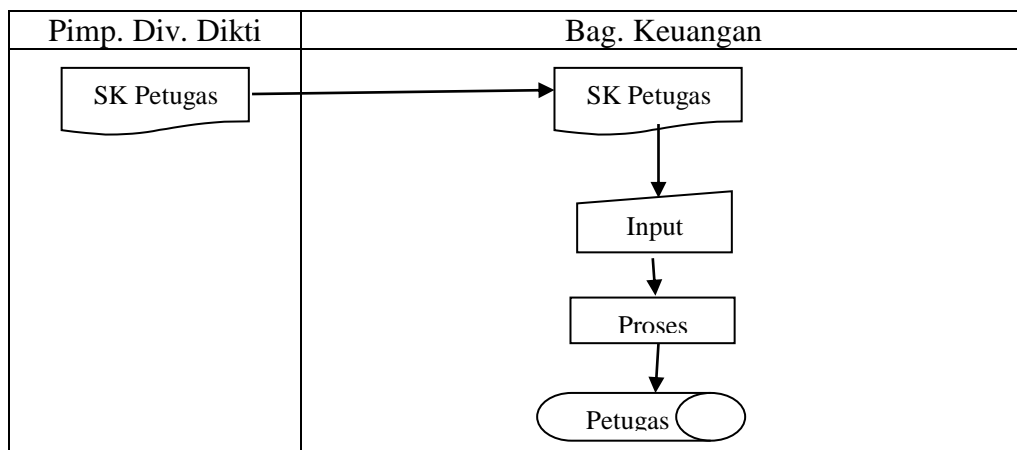 Pimp. Div. Dikti
Bag. Keuangan
SK Petugas
SK Petugas
Input
Proses
Petugas